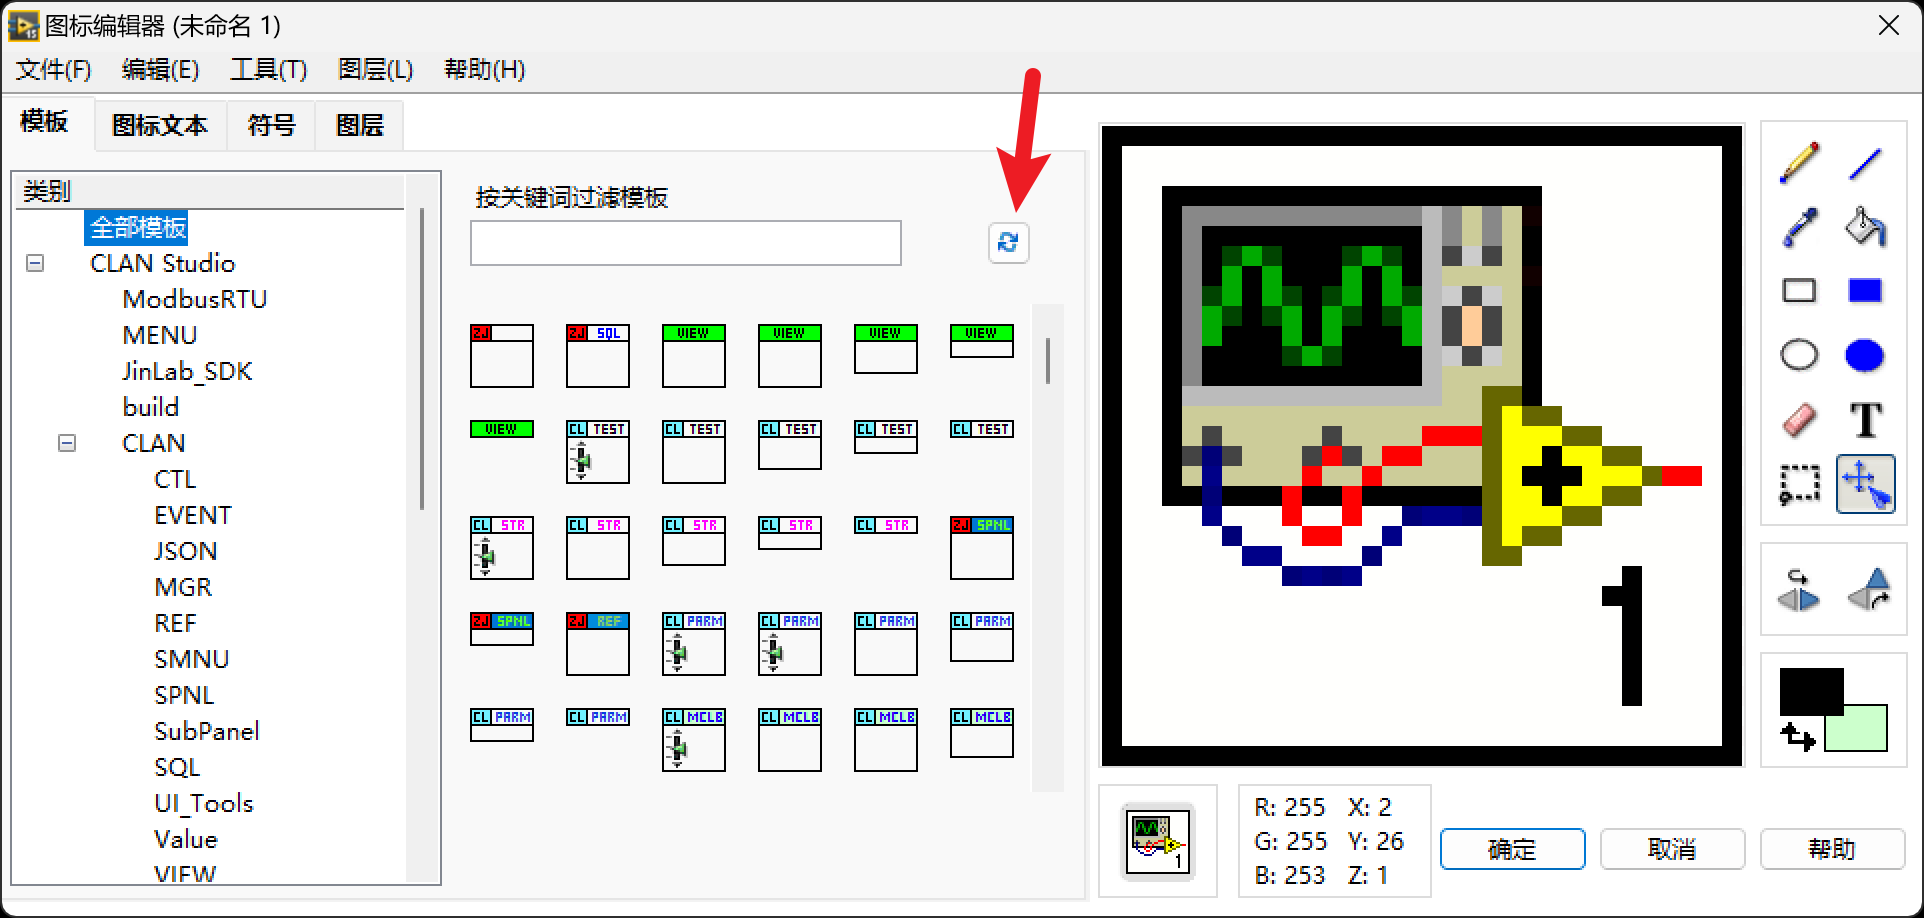 图标编辑器 (未命名 1)
文件(F) 编辑(E) 工具(T) 图层(L) 帮助(H)
模板 图标文本 符号 图层
类别
全部模板
CLAN Studio
ModbusRTU
MENU
JinLab_SDK
build
CLAN
CTL
EVENT
JSON
MGR
REF
SMNU
SPNL
SubPanel
SQL
UI_Tools
Value
VIEW
按关键词过滤模板
ZJ ZJ SQL VIEW VIEW VIEW VIEW
VIEW CL TEST CL TEST CL TEST CL TEST CL TEST
CL STR CL STR CL STR CL STR CL STR ZJ SPNL
ZJ SPNL ZJ REF CL PARM CL PARM CL PARM CL PARM
CL PARM CL PARM CL MCLB CL MCLB CL MCLB CL MCLB
1
T
1
R: 255 X: 2
G: 255 Y: 26
B: 253 Z: 1
确定 取消 帮助